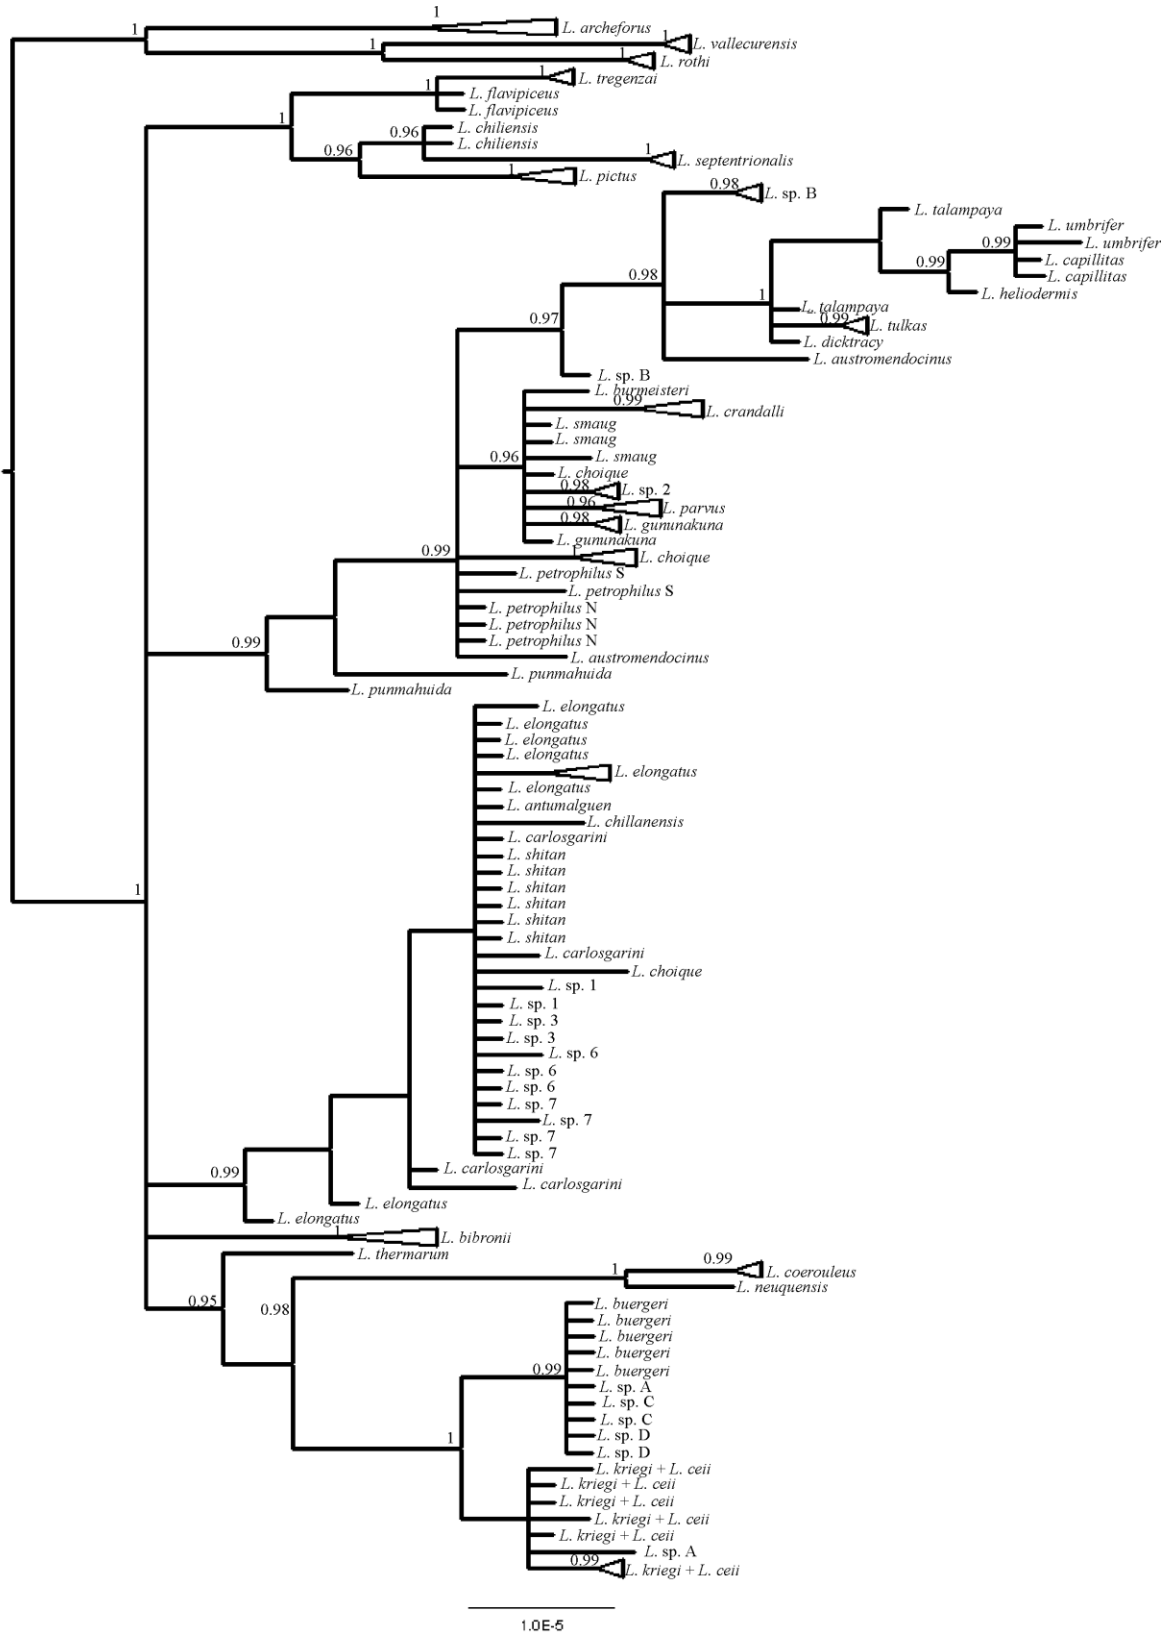 1
L. archeforus
1
1
L. vallecurensis
1
1
L. rothi
1
L. tregenzai
1
L. flavipiceus
L. flavipiceus
1
L. chiliensis
0.96
L. chiliensis
0.96
1
L. septentrionalis
1
L. pictus
0.98
L. sp. B
L. talampaya
L. umbrifer
0.99
L. umbrifer
0.99
L. capillitas
L. capillitas
L. heliodermis
0.98
1
L. talampaya
0.99
L. tulkas
L. dicktracy
L. austromendocinus
0.97
L. sp. B
L. burmeisteri
0.99
L. crandalli
L. smaug
L. smaug
0.96
L. smaug
L. choique
0.98
L. sp. 2
0.96
L. parvus
0.98
L. gununakuna
L. gununakuna
0.99
1
L. choique
L. petrophilus S
L. petrophilus S
L. petrophilus N
L. petrophilus N
L. petrophilus N
0.99
L. austromendocinus
L. punmahuida
L. punmahuida
L. elongatus
L. elongatus
L. elongatus
L. elongatus
L. elongatus
L. elongatus
L. antumalguen
L. chillanensis
L. carlosgarini
L. shitan
L. shitan
L. shitan
1
L. shitan
L. shitan
L. shitan
L. carlosgarini
L. choique
L. sp. 1
L. sp. 1
L. sp. 3
L. sp. 3
L. sp. 6
L. sp. 6
L. sp. 6
L. sp. 7
L. sp. 7
L. sp. 7
L. sp. 7
L. carlosgarini
0.99
L. carlosgarini
L. elongatus
L. elongatus
1
L. bibronii
L. thermarum
0.99
1
L. coerouleus
L. neuquensis
0.95
0.98
L. buergeri
L. buergeri
L. buergeri
L. buergeri
0.99
L. buergeri
L. sp. A
L. sp. C
L. sp. C
1
L. sp. D
L. sp. D
L. kriegi + L. ceii
L. kriegi + L. ceii
L. kriegi + L. ceii
L. kriegi + L. ceii
L. kriegi + L. ceii
L. sp. A
0.99
L. kriegi + L. ceii
1.0E-5